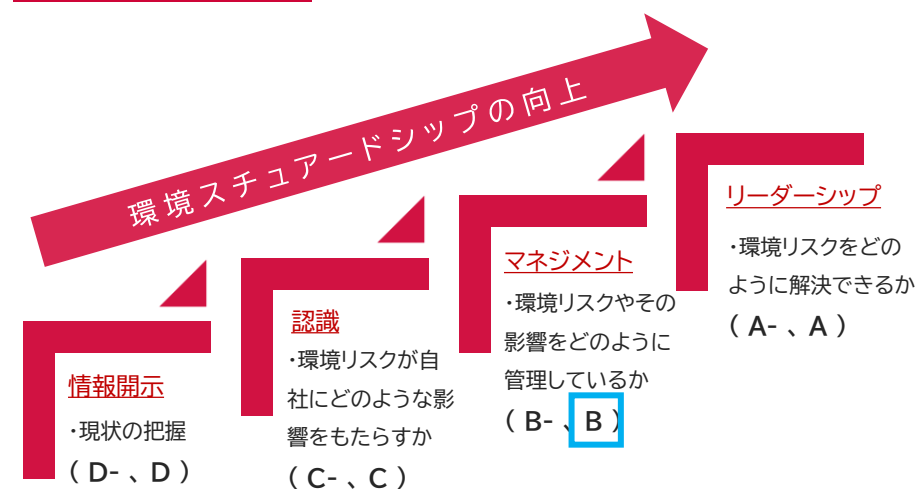 環境スチュアードシップの向上
情報開示
・現状の把握
( D- 、D )
認識
・環境リスクが自
社にどのような影
響をもたらすか
( C- 、C )
マネジメント
・環境リスクやその
影響をどのように
管理しているか
( B- 、B )
リーダーシップ
・環境リスクをどの
ように解決できるか
( A- 、A )